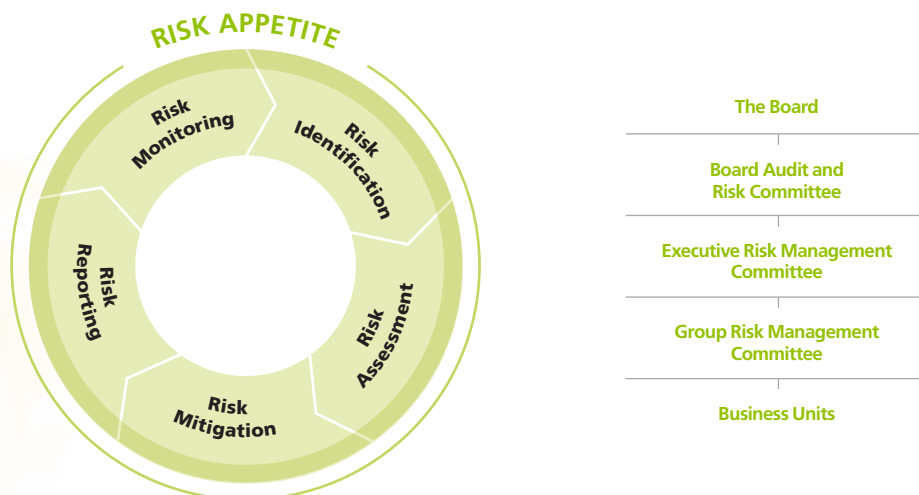 RISK APPETITE
Risk
Identification
Risk
Assessment
Risk
Mitigation
Risk
Reporting
Risk
Monitoring
The Board
Board Audit and
Risk Committee
Executive Risk Management
Committee
Group Risk Management
Committee
Business Units